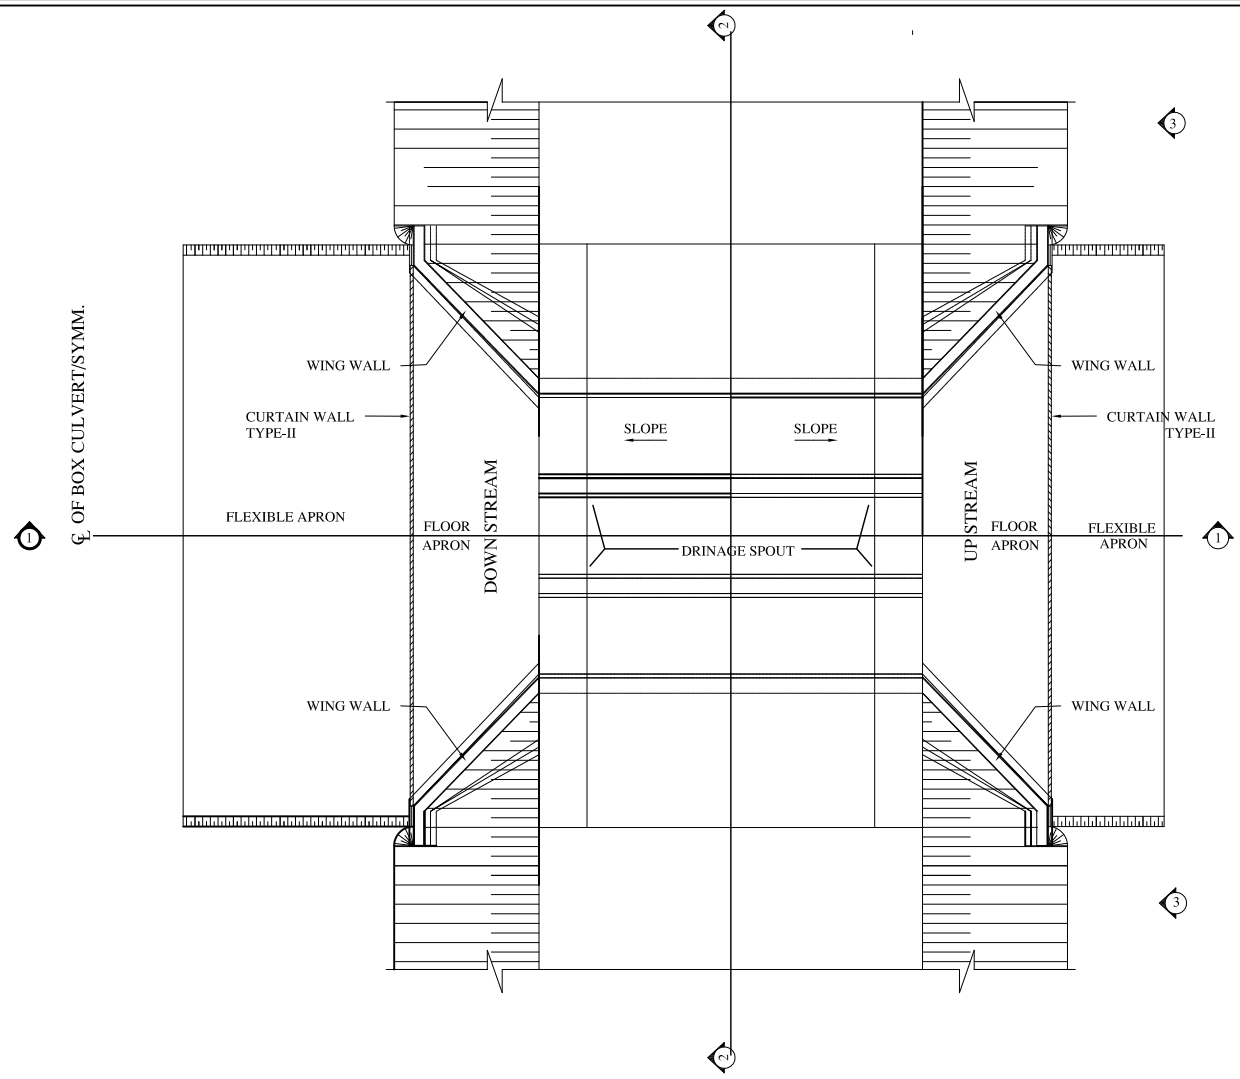 2
3
WING WALL
WING WALL
CURTAIN WALL
TYPE-II
CURTAIN WALL
TYPE-II
SLOPE
SLOPE
℄ OF BOX CULVERT/SYMM.
1
FLEXIBLE APRON
FLOOR
APRON
DOWN STREAM
DRINAGE SPOUT
UP STREAM
FLOOR
APRON
FLEXIBLE
APRON
1
WING WALL
WING WALL
3
2